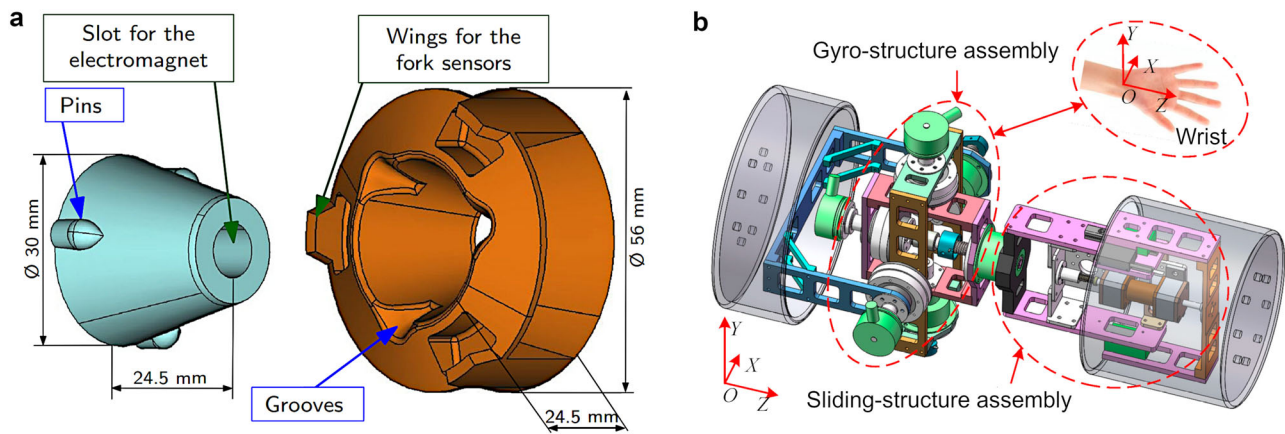 a
Slot for the
electromagnet
Wings for the
fork sensors
Pins
Ø 30 mm
24.5 mm
Grooves
Ø 56 mm
24.5 mm
b
Gyro-structure assembly
Y
X
O
Z
Wrist
Y
X
O
Z
Sliding-structure assembly